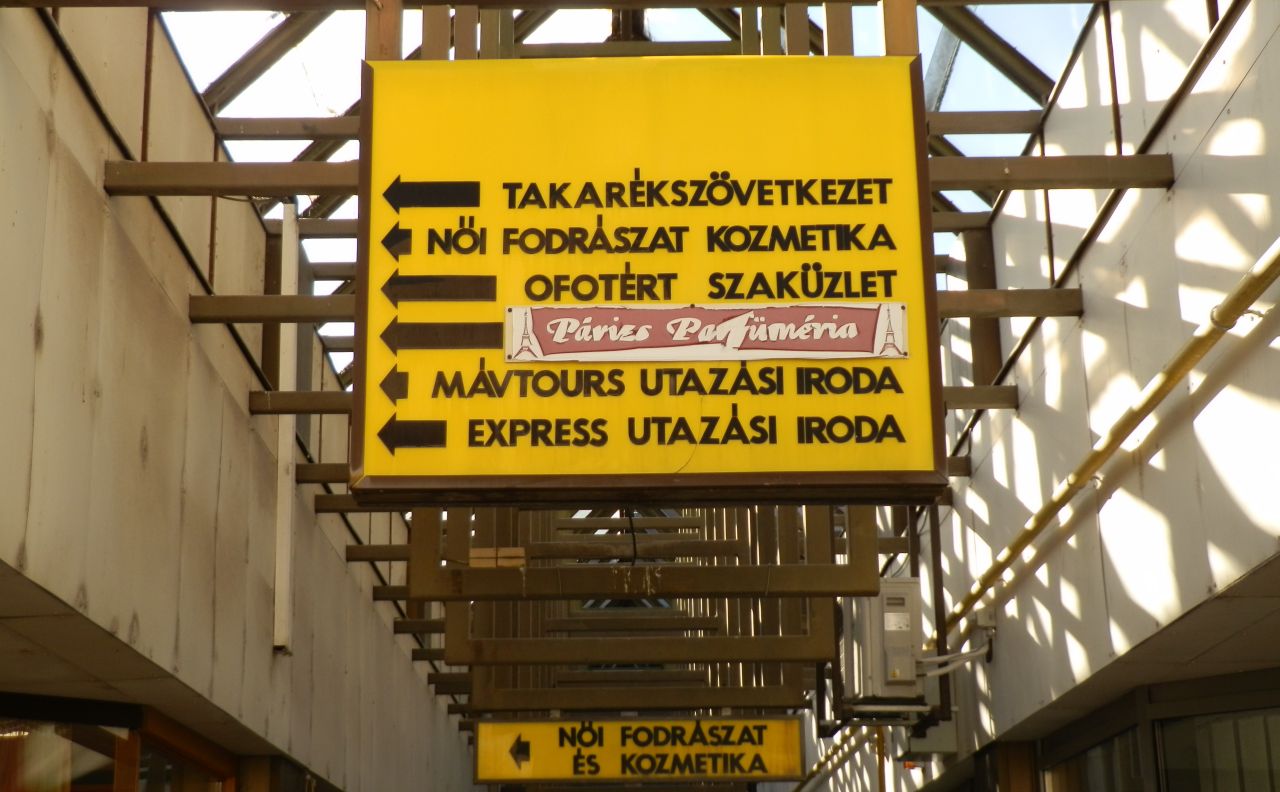 TAKARÉKSZÖVETKEZET
NŐI FODRÁSZAT KOZMETIKA
OFOTÉRT SZAKÜZLET
Párizs Parfüméria
MÁVTOURS UTAZÁSI IRODA
EXPRESS UTAZÁSI IRODA
NŐI FODRÁSZAT
ÉS KOZMETIKA